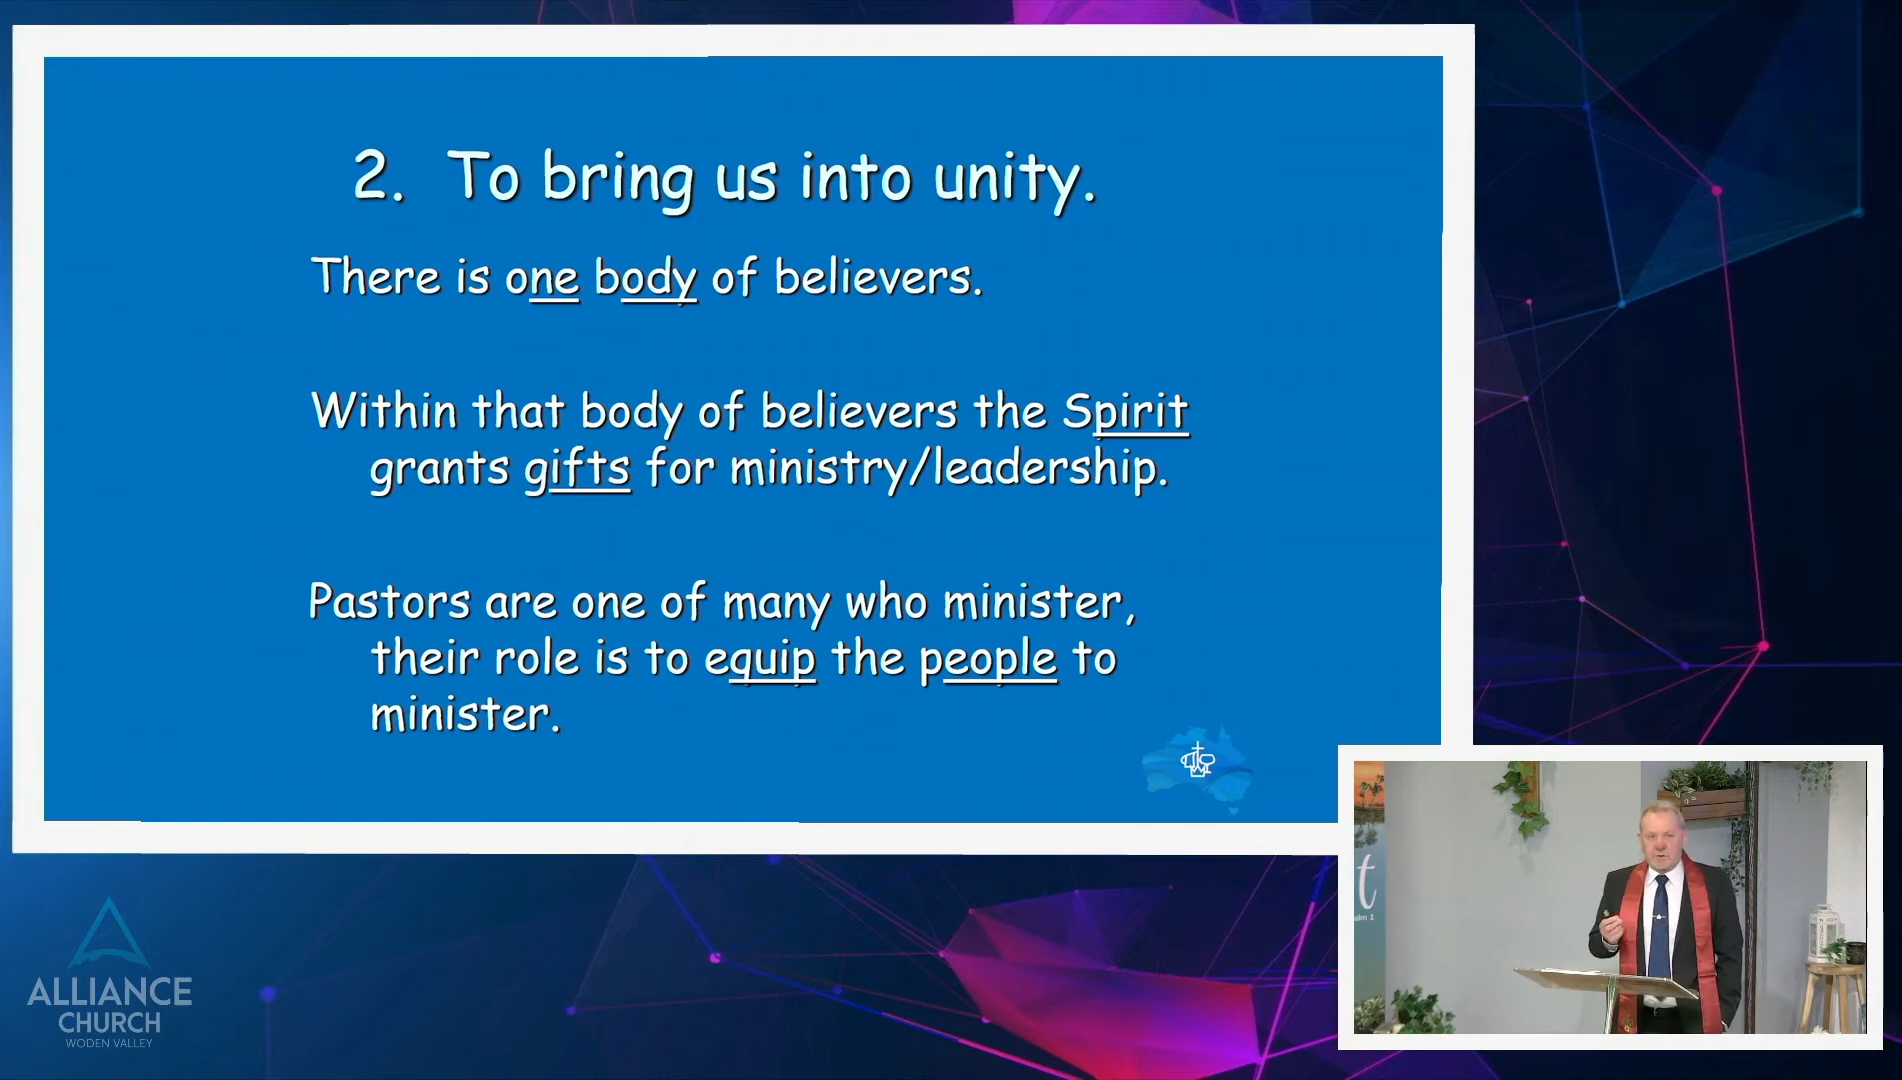 2. To bring us into unity.
There is one body of believers.
Within that body of believers the Spirit
grants gifts for ministry/leadership.
Pastors are one of many who minister,
their role is to equip the people to
minister.
ALLIANCE
CHURCH
WODEN VALLEY
t